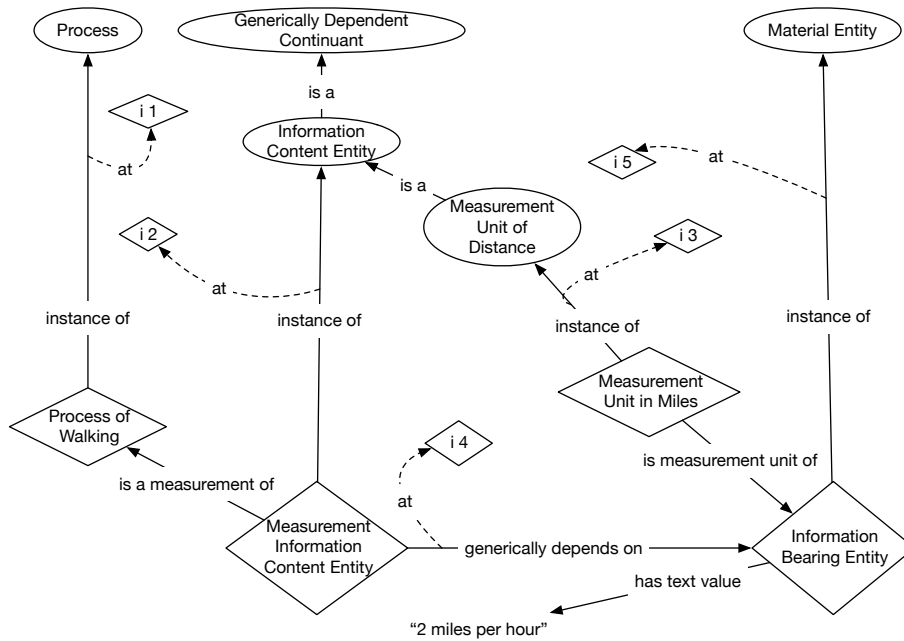 Process
Generically Dependent
Continuant
Material Entity
is a
i 1
Information
Content Entity
at
i 5
at
is a
Measurement
Unit of
Distance
i 2
i 3
at
at
instance of
instance of
instance of
instance of
Measurement
Unit in Miles
Process of
Walking
i 4
is a measurement of
is measurement unit of
at
Measurement
Information
Content Entity
generically depends on
Information
Bearing Entity
has text value
“2 miles per hour”